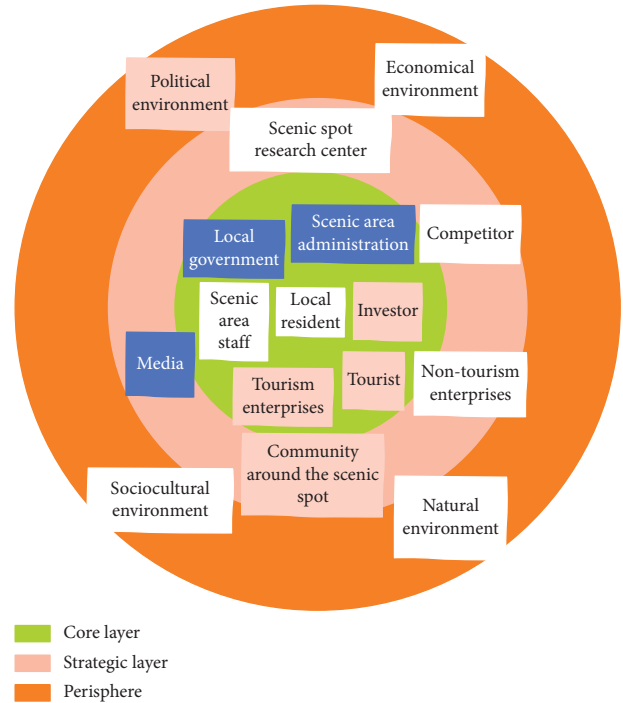 Political
environment
Economical
environment
Scenic spot
research center
Local
government
Scenic area
administration
Competitor
Scenic
area
staff
Local
resident
Investor
Media
Tourism
enterprises
Tourist
Non-tourism
enterprises
Community
around the scenic
spot
Sociocultural
environment
Natural
environment
Core layer
Strategic layer
Perisphere